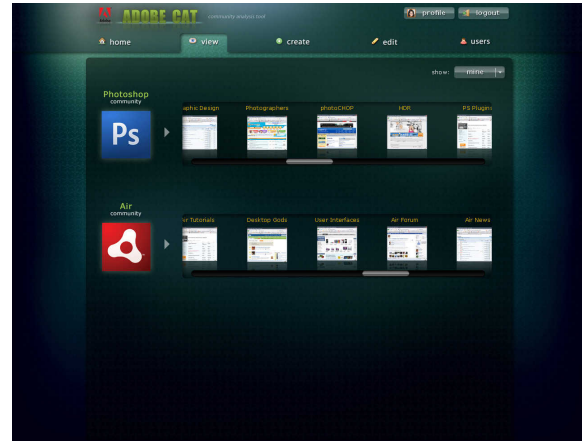 ADOBE CAT community analysis tool
profile logout
home view create edit users
show: mine
Photoshop
community
Ps
aphic Design Photographers photoCHOP HDR PS Plugins
Air
community
ir Tutorials Desktop Gods User Interfaces Air Forum Air News